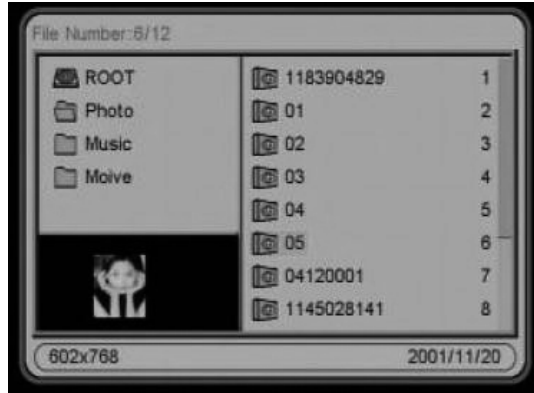 File Number:6/12
ROOT
Photo
Music
Moive
1183904829 1
01 2
02 3
03 4
04 5
05 6
04120001 7
1145028141 8
602x768 2001/11/20